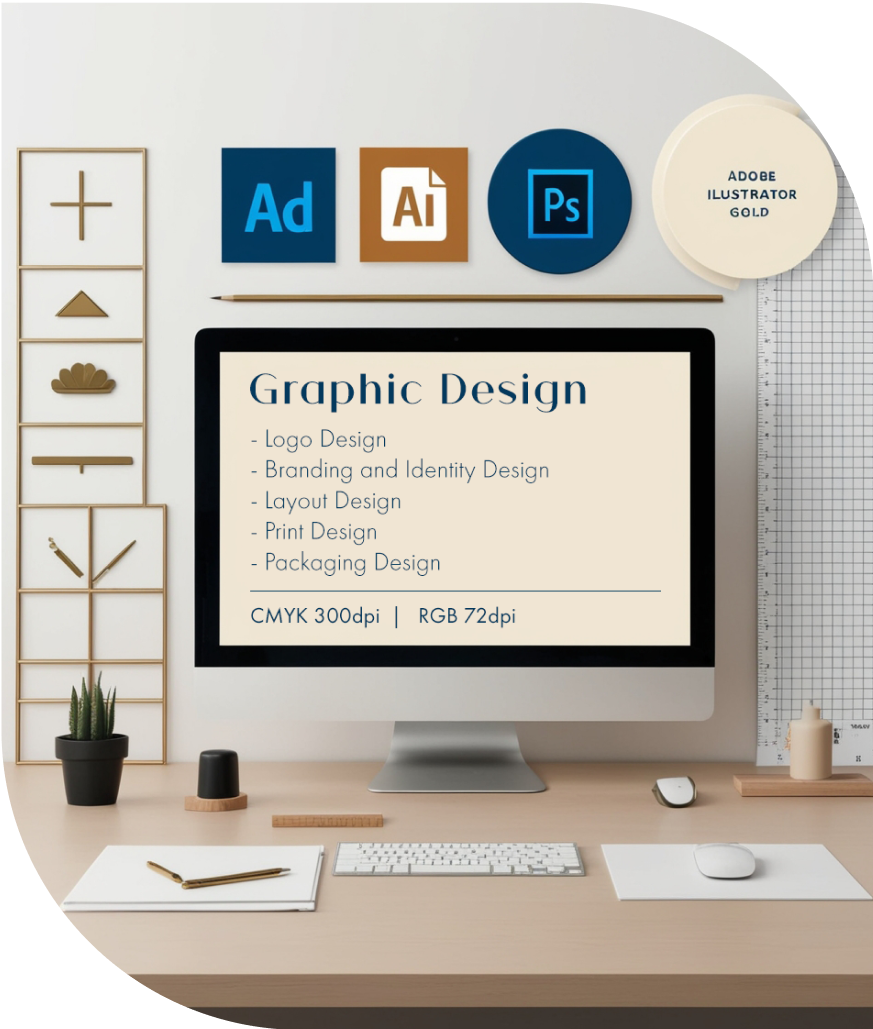 Ad
Ai
Ps
ADOBE
ILUSTRATOR
GOLD
Graphic Design
- Logo Design
- Branding and Identity Design
- Layout Design
- Print Design
- Packaging Design
CMYK 300dpi | RGB 72dpi